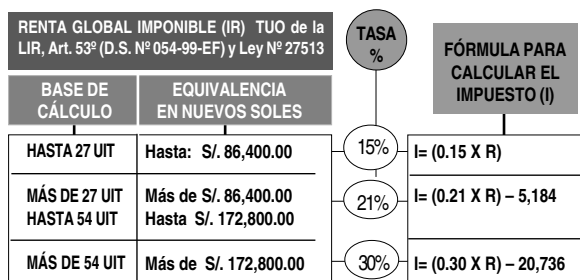 RENTA GLOBAL IMPONIBLE (IR) TUO de la
LIR, Art. 53º (D.S. Nº 054-99-EF) y Ley Nº 27513
TASA
%
FÓRMULA PARA
CALCULAR EL
IMPUESTO (I)
BASE DE
CÁLCULO
EQUIVALENCIA
EN NUEVOS SOLES
HASTA 27 UIT
Hasta: S/. 86,400.00
15%
I= (0.15 X R)
MÁS DE 27 UIT
HASTA 54 UIT
Más de S/. 86,400.00
Hasta S/. 172,800.00
21%
I= (0.21 X R) – 5,184
MÁS DE 54 UIT
Más de S/. 172,800.00
30%
I= (0.30 X R) – 20,736